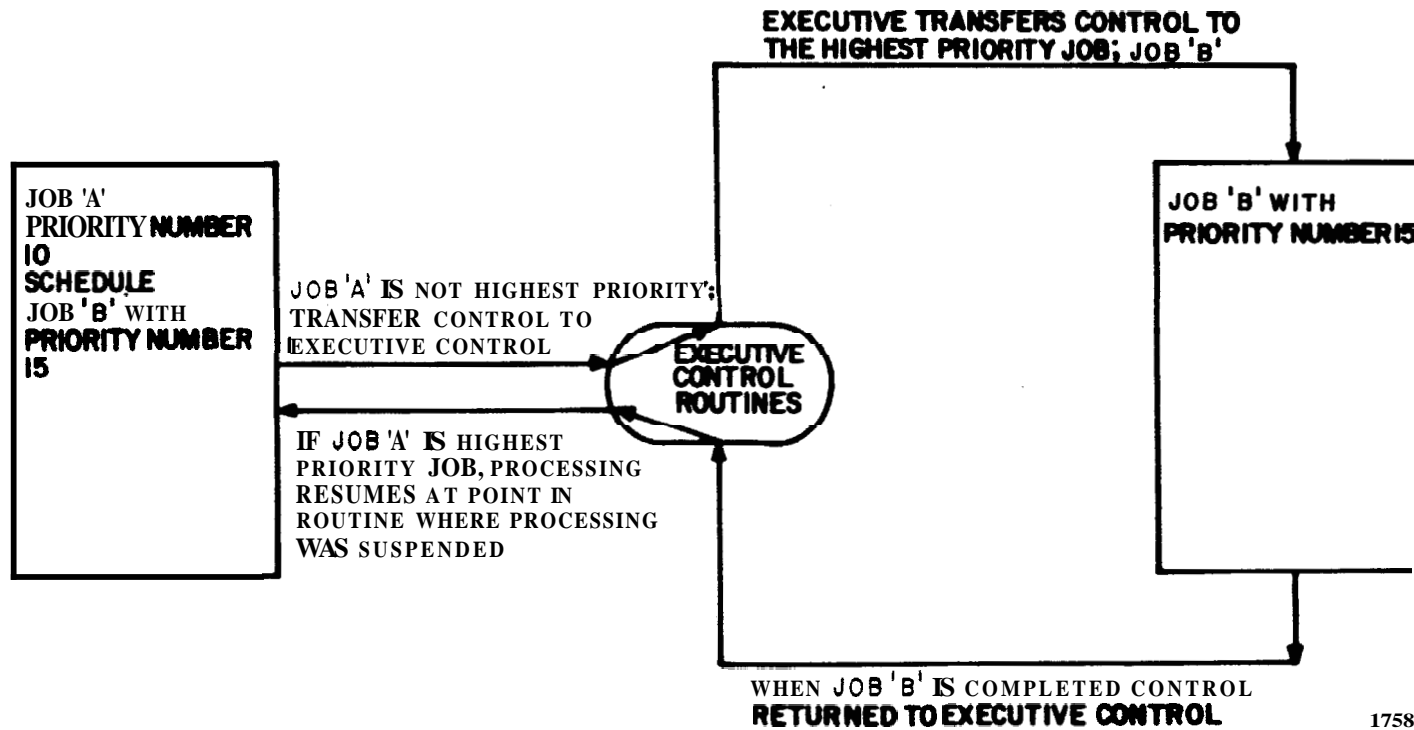 EXECUTIVE TRANSFERS CONTROL TO
THE HIGHEST PRIORITY JOB; JOB 'B'
JOB 'A'
PRIORITY NUMBER
10
SCHEDULE
JOB 'B' WITH
PRIORITY NUMBER
15
JOB 'A' IS NOT HIGHEST PRIORITY;
TRANSFER CONTROL TO
EXECUTIVE CONTROL
EXECUTIVE
CONTROL
ROUTINES
IF JOB 'A' IS HIGHEST
PRIORITY JOB, PROCESSING
RESUMES AT POINT IN
ROUTINE WHERE PROCESSING
WAS SUSPENDED
JOB 'B' WITH
PRIORITY NUMBER 15
WHEN JOB 'B' IS COMPLETED CONTROL
RETURNED TO EXECUTIVE CONTROL
1758